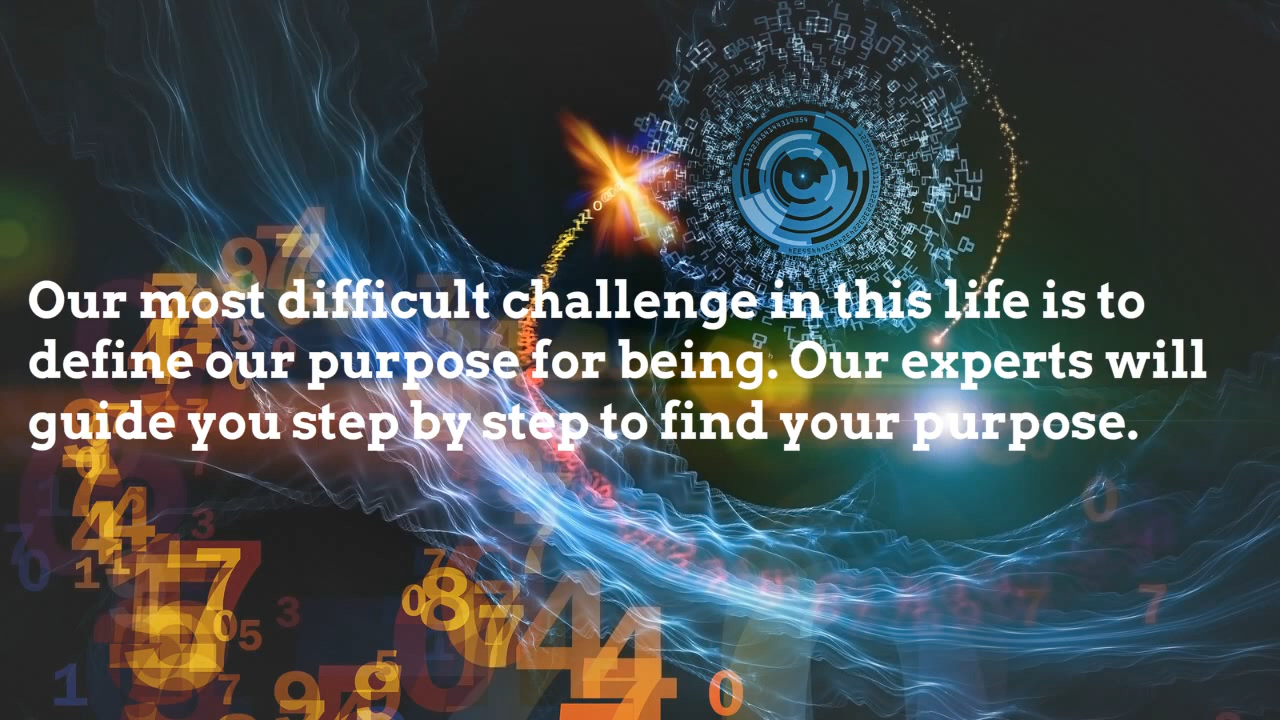 Our most difficult challenge in this life is to
define our purpose for being. Our experts will
guide you step by step to find your purpose.